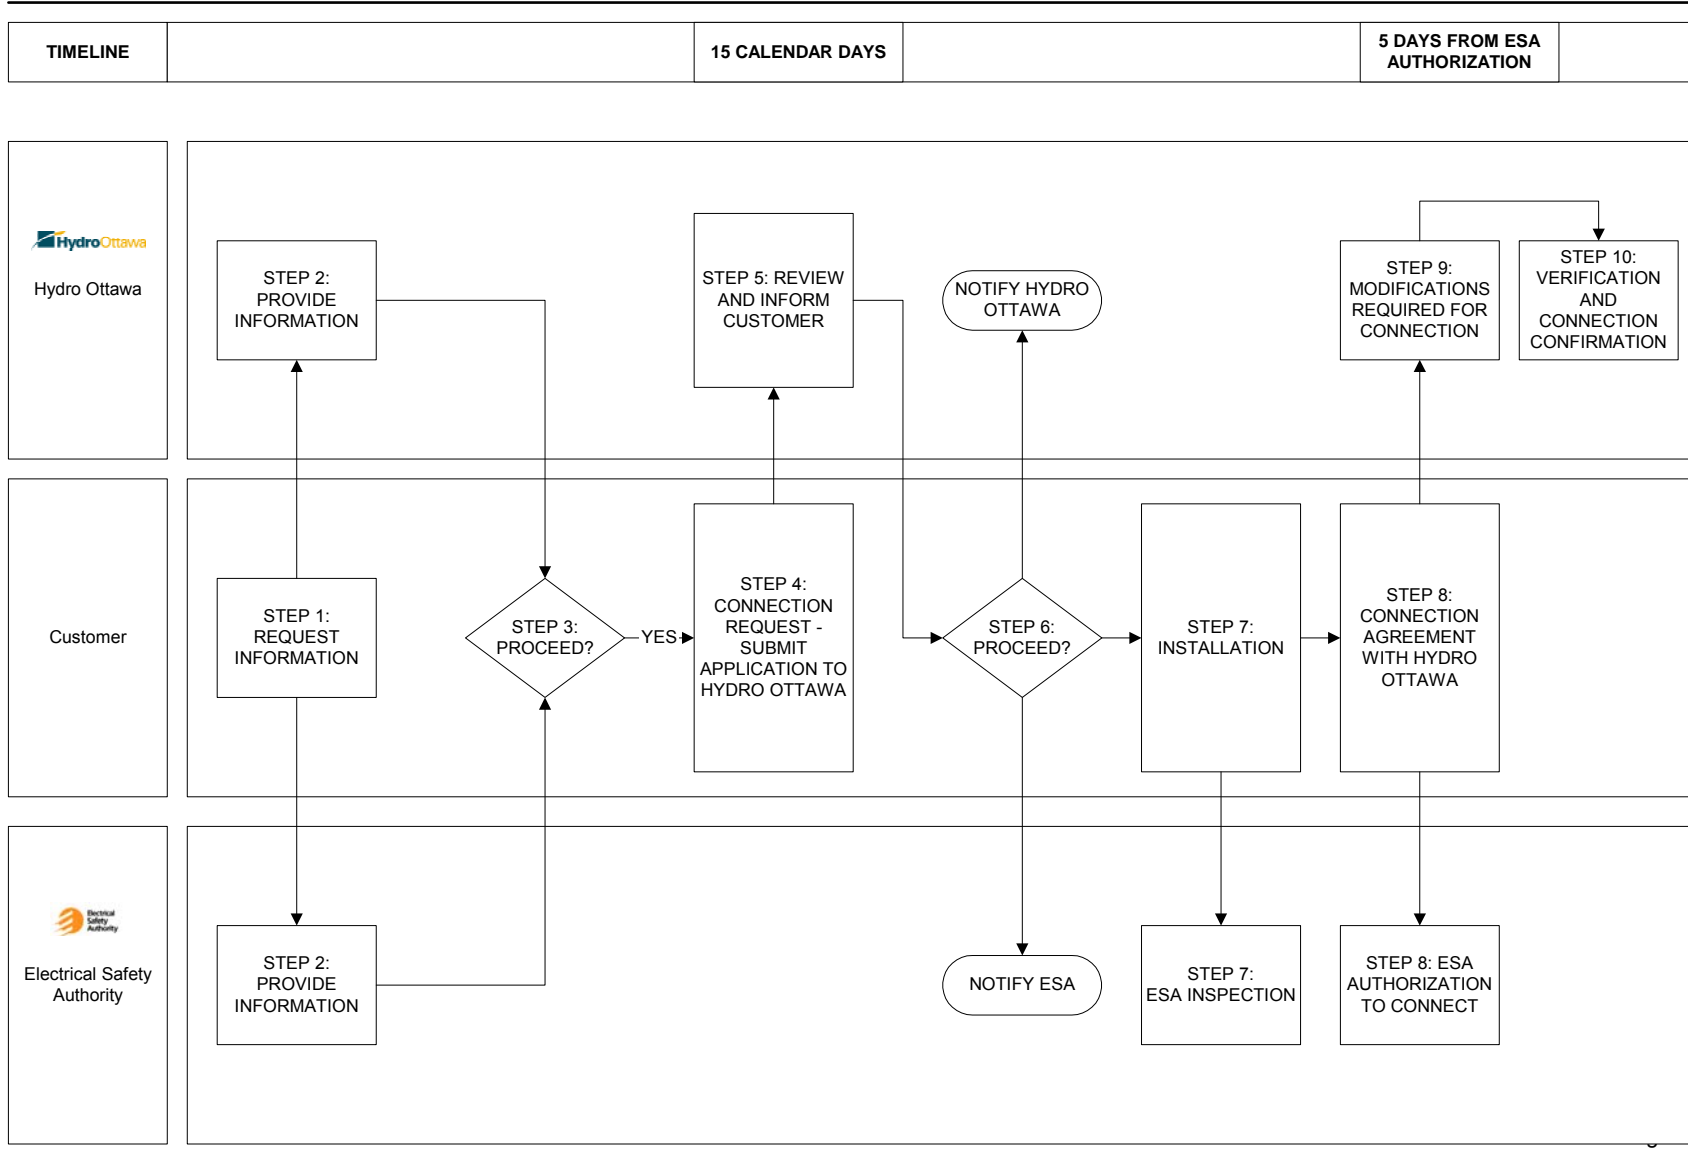 TIMELINE
15 CALENDAR DAYS
5 DAYS FROM ESA
AUTHORIZATION
HydroOttawa
Hydro Ottawa
STEP 2:
PROVIDE
INFORMATION
STEP 5: REVIEW
AND INFORM
CUSTOMER
NOTIFY HYDRO
OTTAWA
STEP 9:
MODIFICATIONS
REQUIRED FOR
CONNECTION
STEP 10:
VERIFICATION
AND
CONNECTION
CONFIRMATION
Customer
STEP 1:
REQUEST
INFORMATION
STEP 3:
PROCEED?
YES
STEP 4:
CONNECTION
REQUEST -
SUBMIT
APPLICATION TO
HYDRO OTTAWA
STEP 6:
PROCEED?
STEP 7:
INSTALLATION
STEP 8:
CONNECTION
AGREEMENT
WITH HYDRO
OTTAWA
Electrical
Safety
Authority
Electrical Safety
Authority
STEP 2:
PROVIDE
INFORMATION
NOTIFY ESA
STEP 7:
ESA INSPECTION
STEP 8: ESA
AUTHORIZATION
TO CONNECT